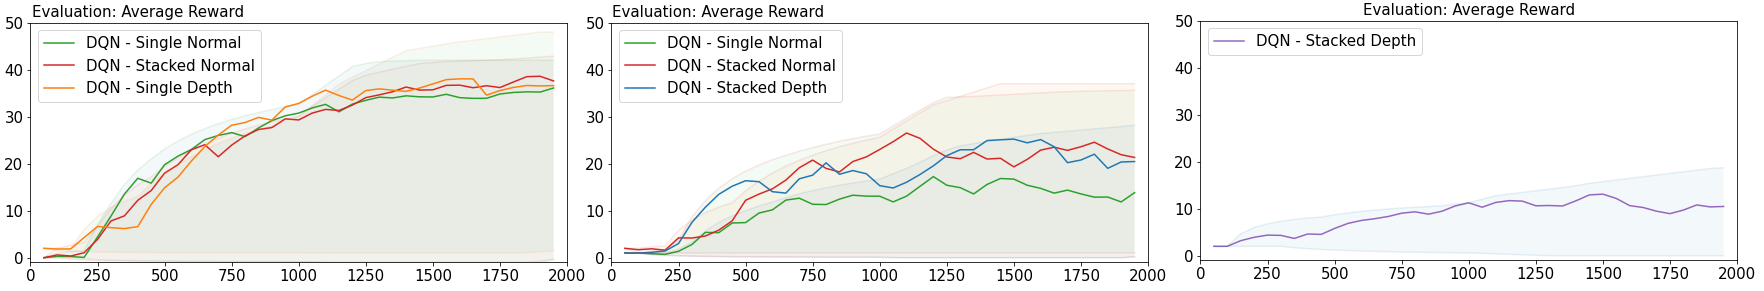 Evaluation: Average Reward
DQN - Single Normal
DQN - Stacked Normal
DQN - Single Depth
50
40
30
20
10
0
0 250 500 750 1000 1250 1500 1750 2000
Evaluation: Average Reward
DQN - Single Normal
DQN - Stacked Normal
DQN - Stacked Depth
50
40
30
20
10
0
0 250 500 750 1000 1250 1500 1750 2000
Evaluation: Average Reward
DQN - Stacked Depth
50
40
30
20
10
0
0 250 500 750 1000 1250 1500 1750 2000